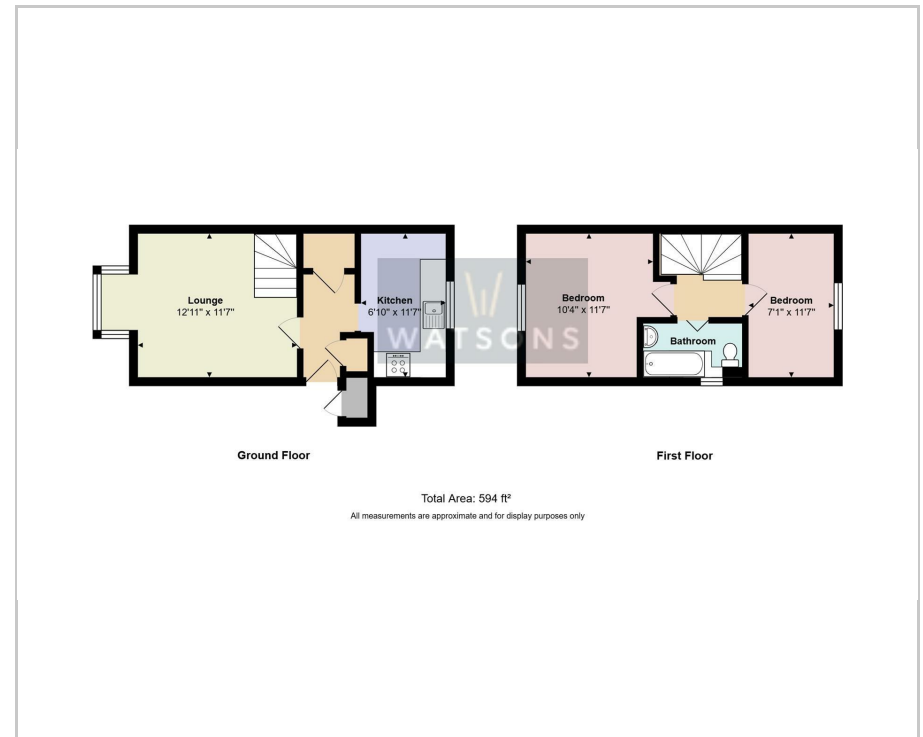 Lounge
12'11" x 11'7"
Kitchen
6'10" x 11'7"
Bedroom
10'4" x 11'7"
Bedroom
7'1" x 11'7"
Bathroom
WATSONS
Ground Floor
First Floor
Total Area: 594 ft²
All measurements are approximate and for display purposes only